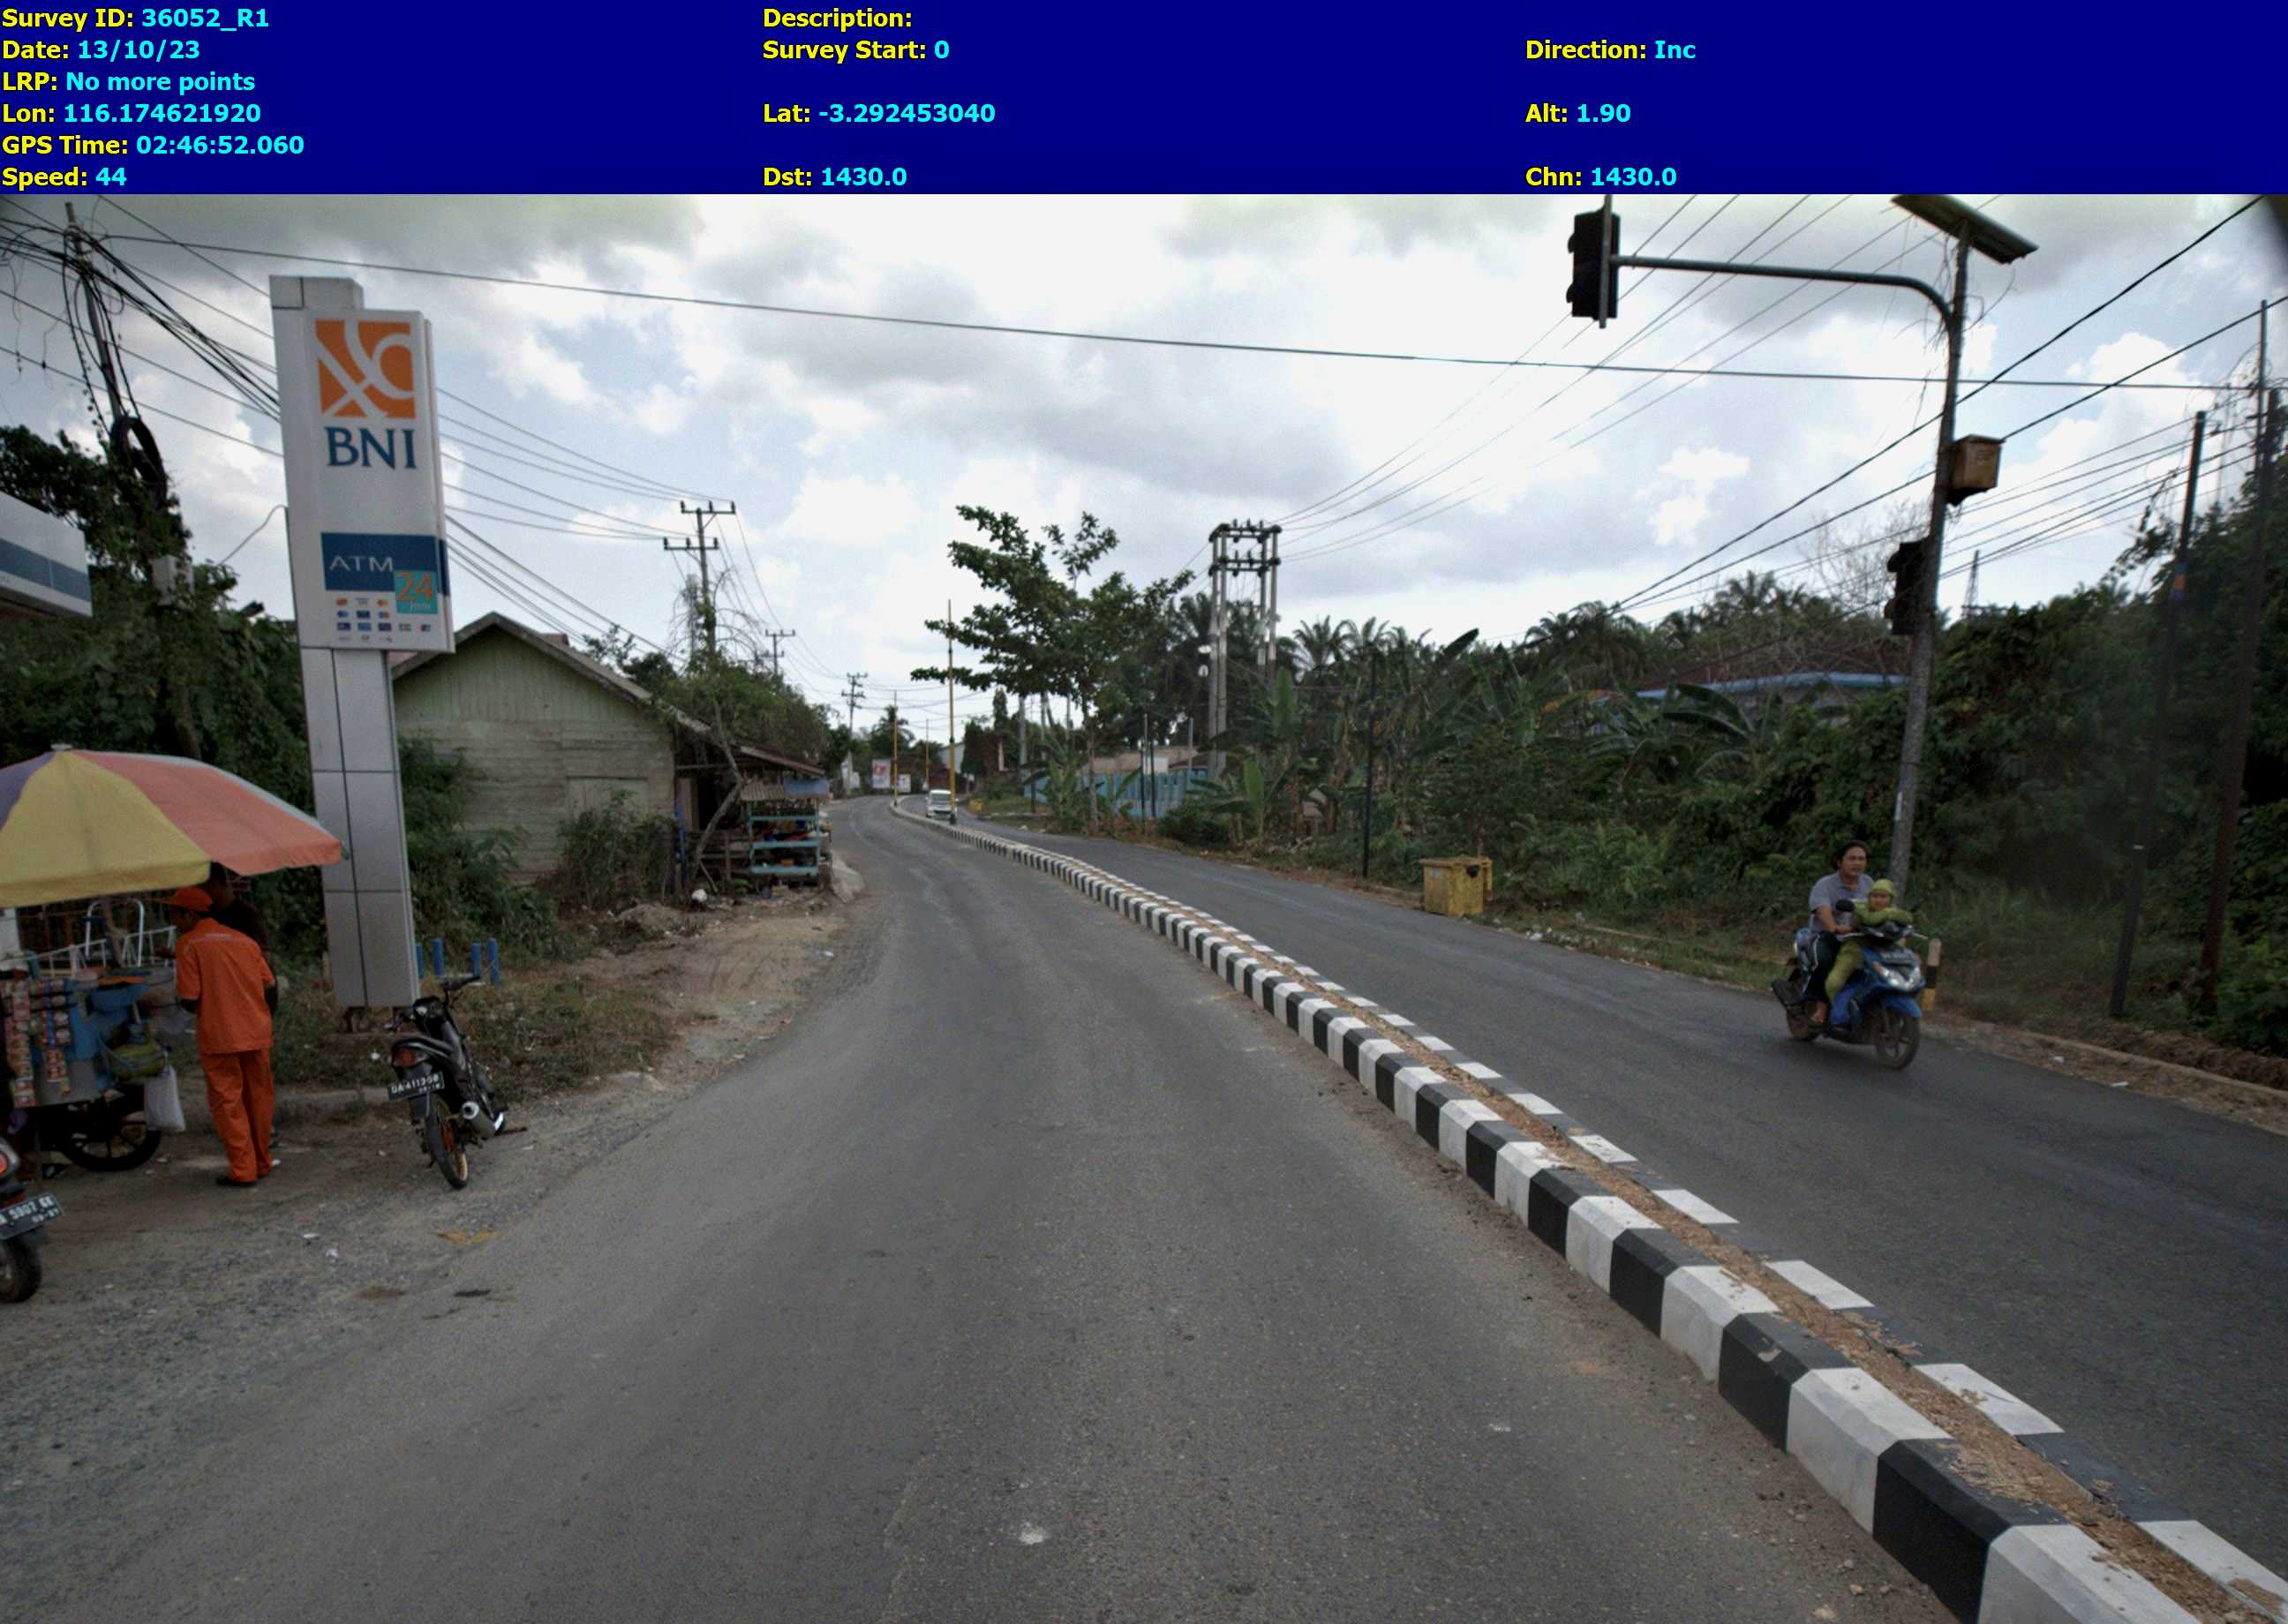 Survey ID: 36052_R1
Description:
Date: 13/10/23
Survey Start: 0
Direction: Inc
LRP: No more points
Lon: 116.174621920
Lat: -3.292453040
Alt: 1.90
GPS Time: 02:46:52.060
Speed: 44
Dst: 1430.0
Chn: 1430.0
BNI
ATM
24